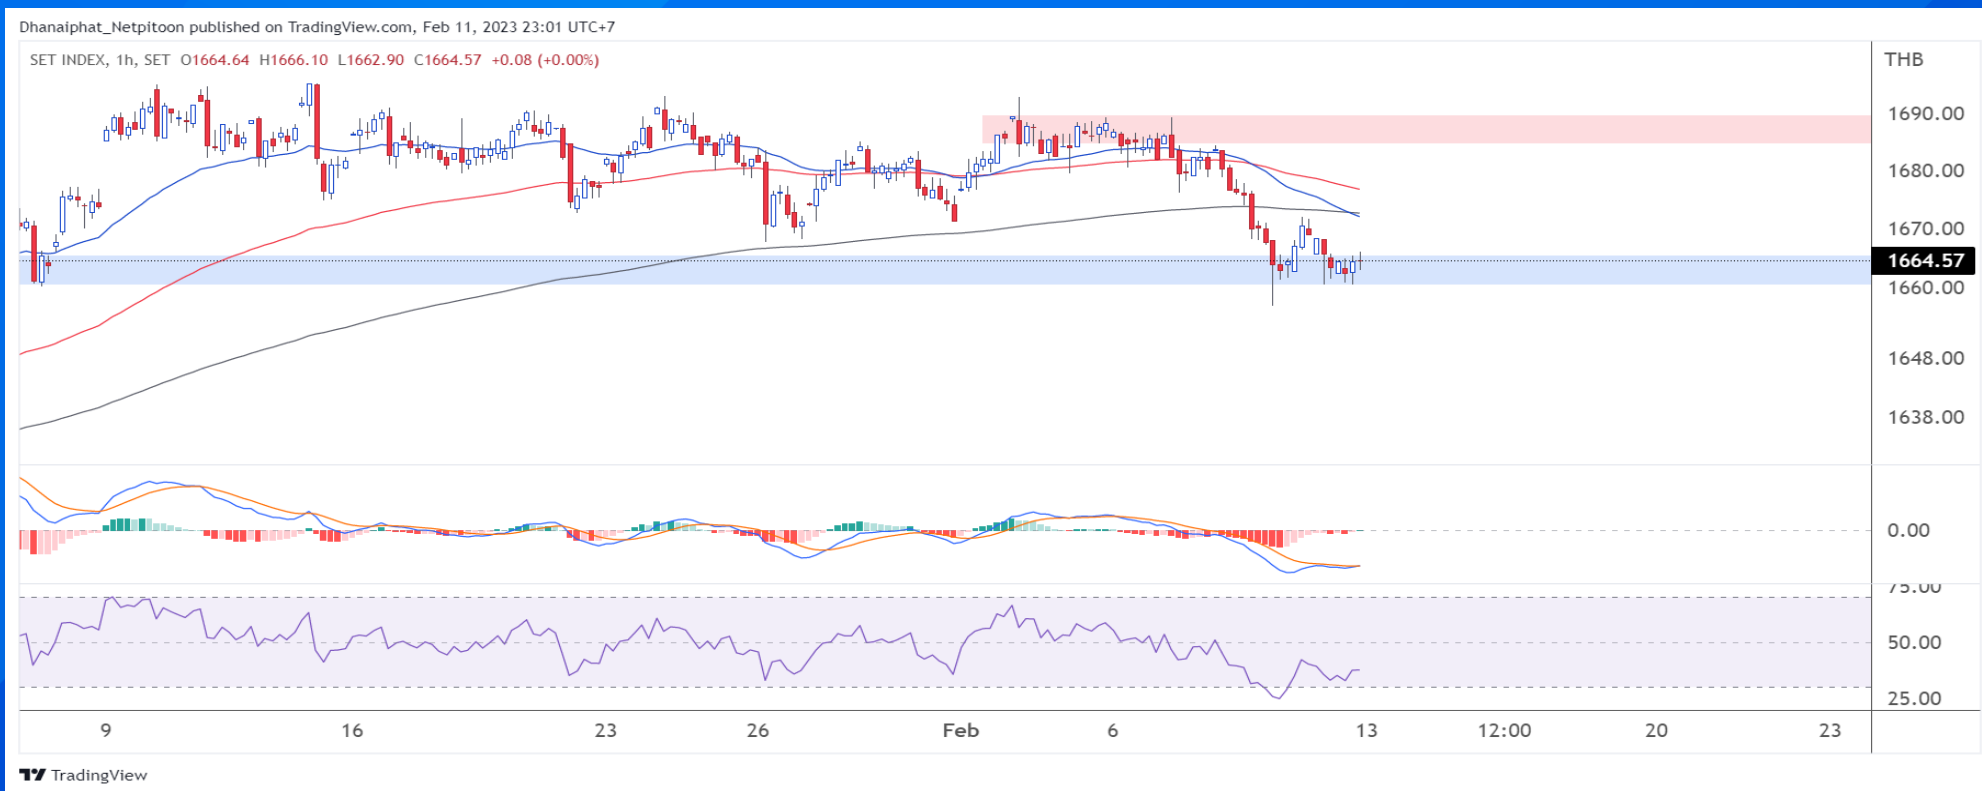 Dhanaiphat_Netpitoon published on TradingView.com, Feb 11, 2023 23:01 UTC+7
SET INDEX, 1h, SET O1664.64 H1666.10 L1662.90 C1664.57 +0.08 (+0.00%)
THB
1690.00
1680.00
1670.00
1664.57
1660.00
1648.00
1638.00
0.00
75.00
50.00
25.00
9 16 23 26 Feb 6 13 12:00 20 23
TradingView